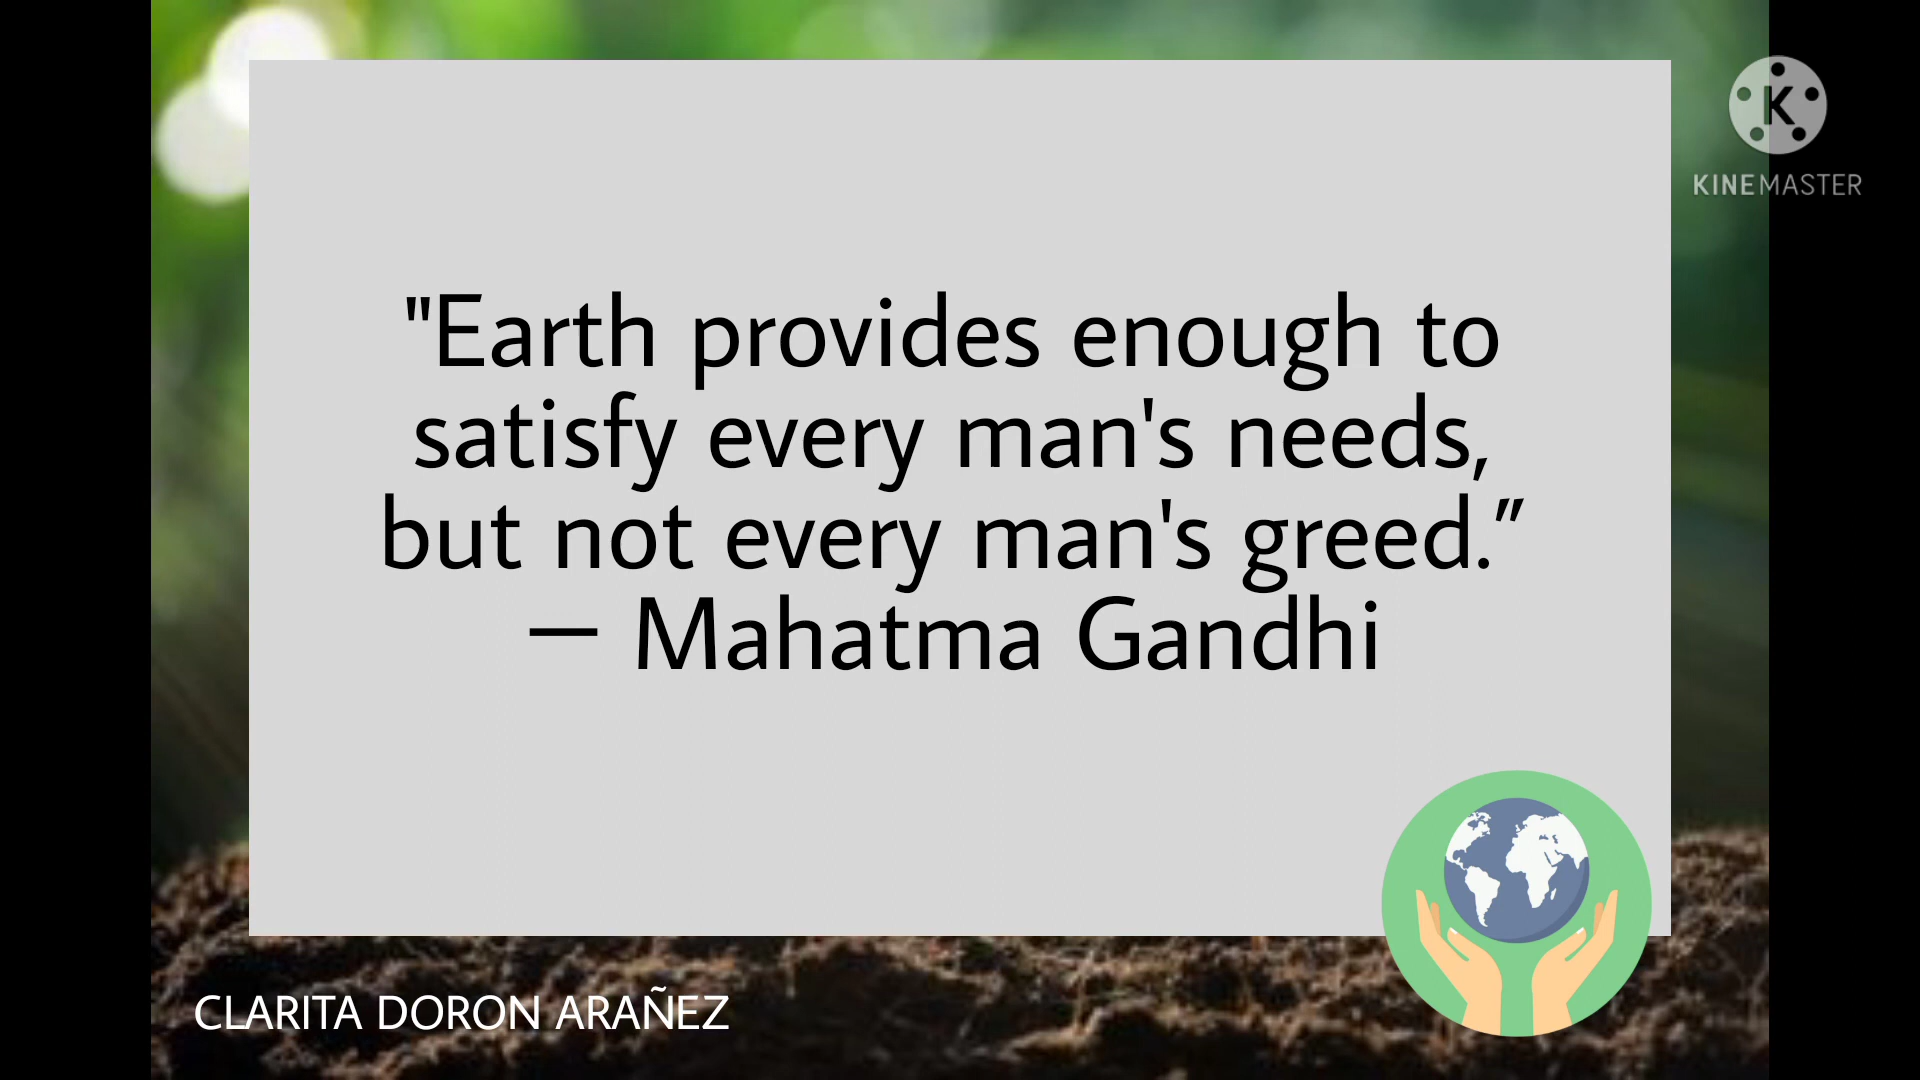 K
KINEMASTER
"Earth provides enough to
satisfy every man's needs,
but not every man's greed.”
— Mahatma Gandhi
CLARITA DORON ARAÑEZ